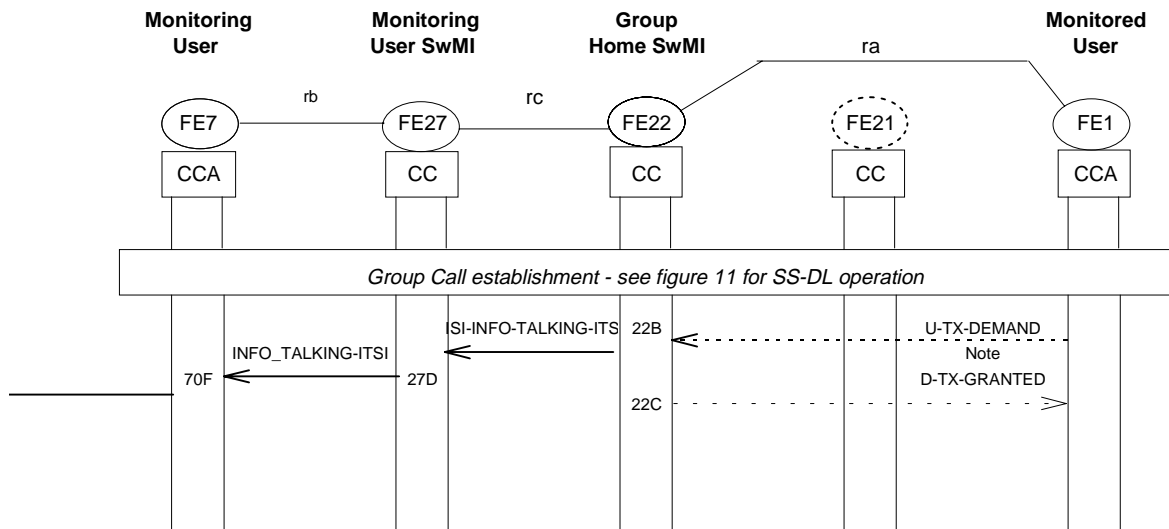 Monitoring
User
Monitoring
User SwMI
Group
Home SwMI
Monitored
User
rb
rc
ra
FE7
FE27
FE22
FE21
FE1
CCA
CC
CC
CC
CCA
Group Call establishment - see figure 11 for SS-DL operation
ISI-INFO-TALKING-ITS
22B
U-TX-DEMAND
INFO_TALKING-ITSI
Note
70F
27D
D-TX-GRANTED
22C